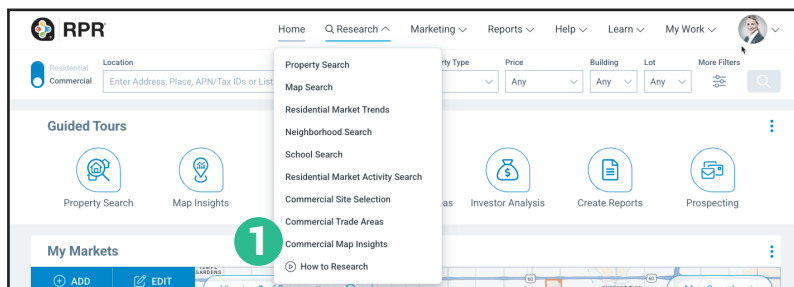 RPR
Home Research Marketing Reports Help Learn My Work
Residential
Commercial
Location
Enter Address, Place, APN/Tax IDs or List
rty Type
Price
Any
Building
Any
Lot
Any
More Filters
Property Search
Map Search
Residential Market Trends
Neighborhood Search
School Search
Residential Market Activity Search
Commercial Site Selection
Commercial Trade Areas
Commercial Map Insights
How to Research
1
Guided Tours
Property Search Map Insights as Investor Analysis Create Reports Prospecting
My Markets
ADD EDIT
GARDENS
60 60